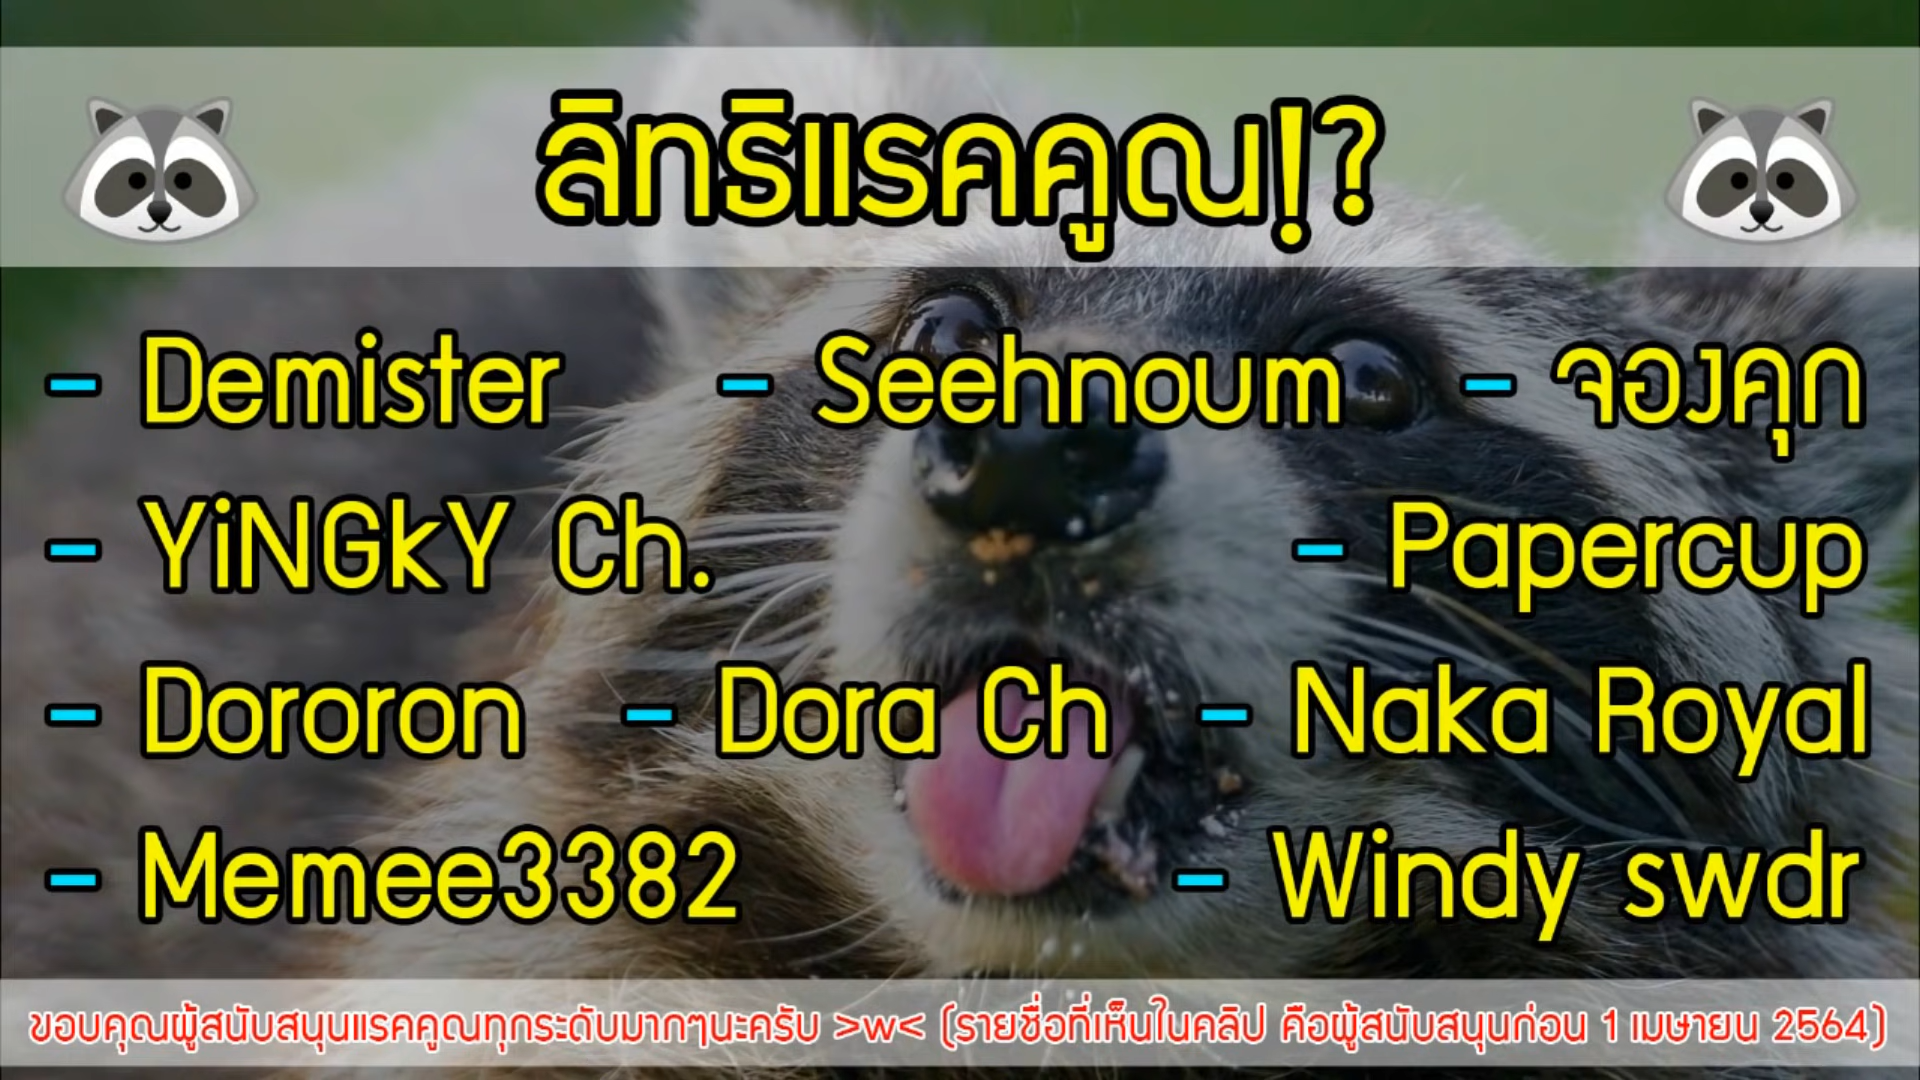 ลิทธิแรคคูณ!?
- Demister - Seehnoum - จองคุก
- YiNGkY Ch. - Papercup
- Dororon - Dora Ch - Naka Royal
- Memee3382 - Windy swdr
ขอบคุณผู้สนับสนุนแรคคูณทุกระดับมากๆนะครับ >w< (รายชื่อที่เห็นในคลิป คือผู้สนับสนุนก่อน 1 เมษายน 2564)